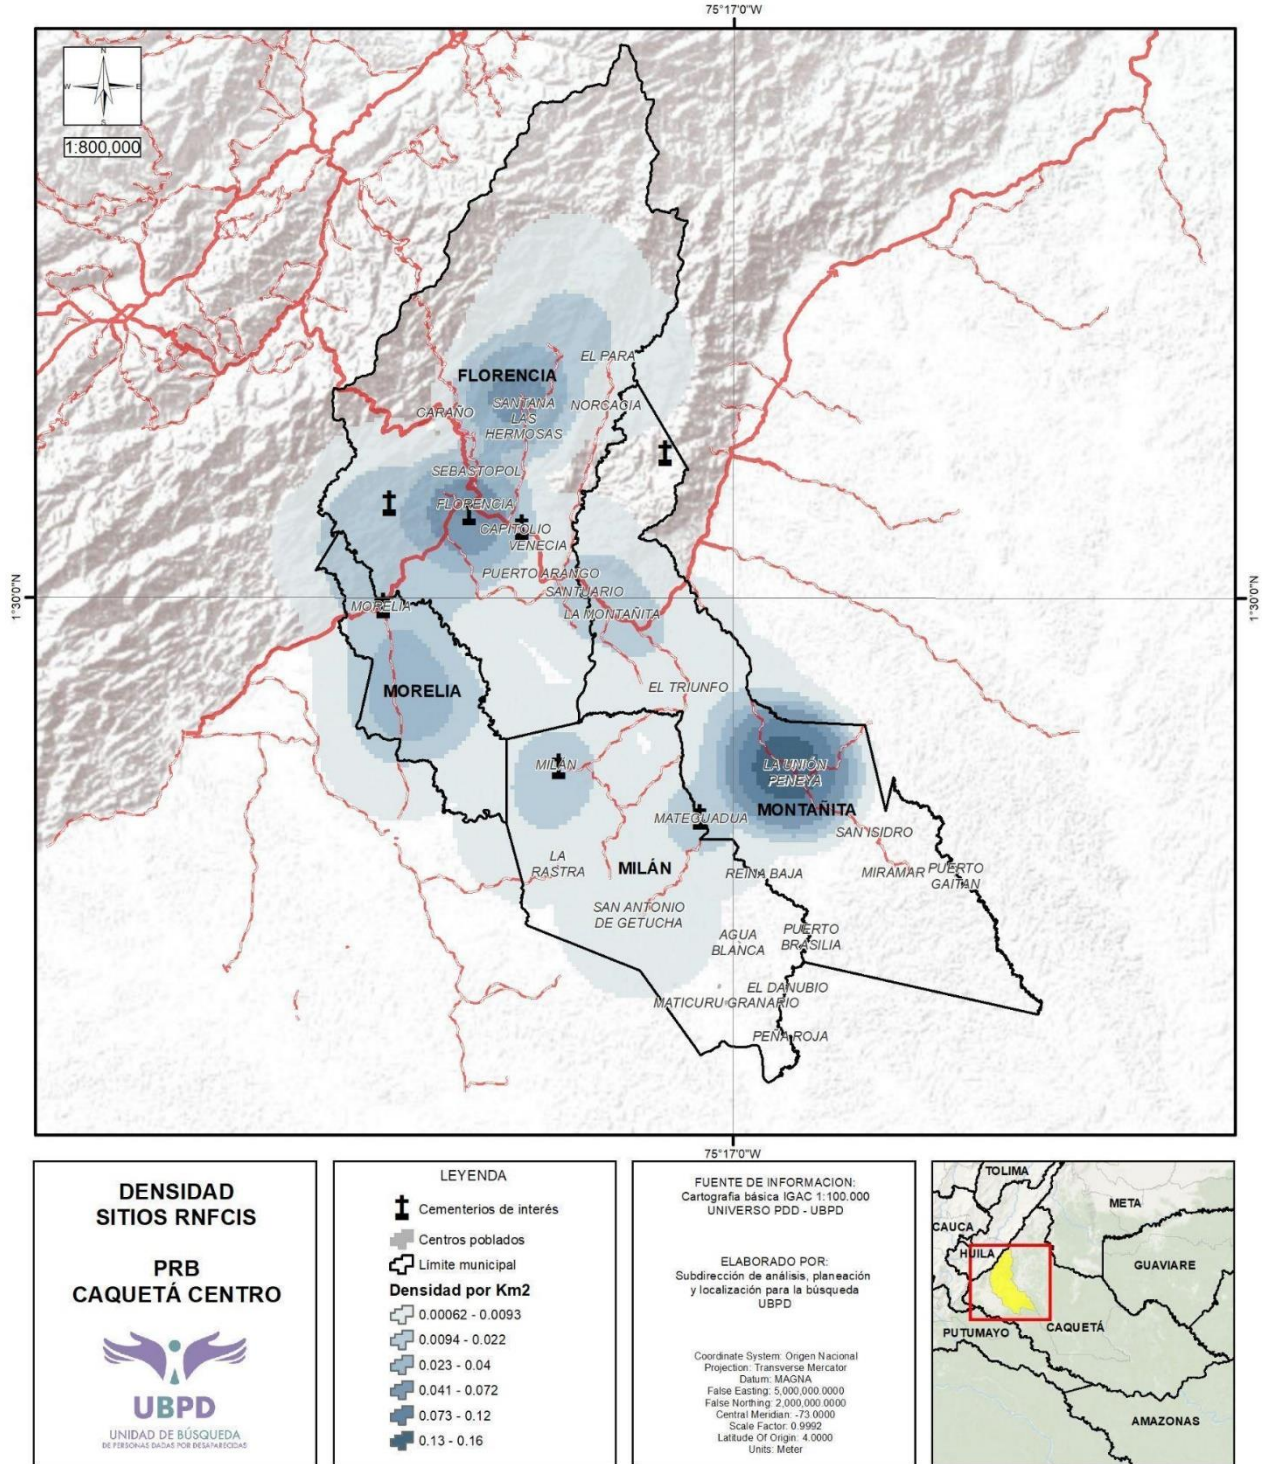 75°17'0"W
N
W
E
S
1:800,000
EL PARA
FLORENCIA
CARAÑO
SANTANA
LAS
HERMOSAS
NORCACIA
SEBASTOPOL
FLORENCIA
CAPITOLIO
VENECIA
PUERTO ARANGO
SANTUARIO
1°30'0"N
1°30'0"N
MORELIA
LA MONTAÑITA
MORELIA
EL TRIUNFO
MILÁN
LA UNIÓN
PENEYA
MONTAÑITA
MATEGUADUA
SAN ISIDRO
LA
RASTRA
MILÁN
REINA BAJA
MIRAMAR
PUERTO
GAITAN
SAN ANTONIO
DE GETUCHA
AGUA
BLANCA
PUERTO
BRASILIA
EL DANUBIO
MATICURU GRANARIO
PEÑA ROJA
75°17'0"W
DENSIDAD
SITIOS RNFCIS
PRB
CAQUETÁ CENTRO
UBPD
UNIDAD DE BÚSQUEDA
DE PERSONAS DADAS POR DESAPARECIDAS
LEYENDA
Cementerios de interés
Centros poblados
Límite municipal
Densidad por Km2
0.00062 - 0.0093
0.0094 - 0.022
0.023 - 0.04
0.041 - 0.072
0.073 - 0.12
0.13 - 0.16
FUENTE DE INFORMACION:
Cartografia básica IGAC 1:100.000
UNIVERSO PDD - UBPD
ELABORADO POR:
Subdirección de análisis, planeación
y localización para la búsqueda
UBPD
Coordinate System: Origen Nacional
Projection: Transverse Mercator
Datum: MAGNA
False Easting: 5,000,000.0000
False Northing: 2,000,000.0000
Central Meridian: -73.0000
Scale Factor: 0.9992
Latitude Of Origin: 4.0000
Units: Meter
TOLIMA
META
CAUCA
HUILA
GUAVIARE
CAQUETÁ
PUTUMAYO
AMAZONAS